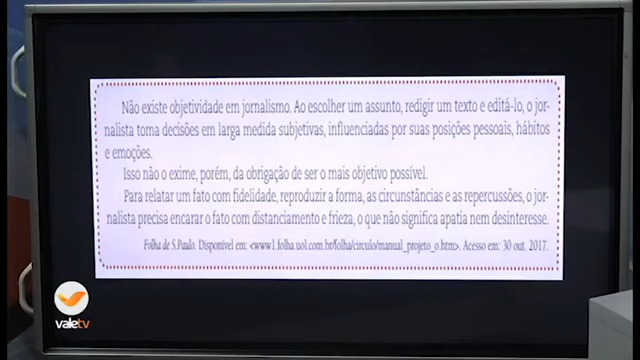 Não existe objetividade em jornalismo. Ao escolher um assunto, redigir um texto e editá-lo, o jor-
nalista toma decisões em larga medida subjetivas, influenciadas por suas posições pessoais, hábitos
e emoções.
Isso não o exime, porém, da obrigação de ser o mais objetivo possível.
Para relatar um fato com fidelidade, reproduzir a forma, as circunstâncias e as repercussões, o jor-
nalista precisa encarar o fato com distanciamento e frieza, o que não significa apatia nem desinteresse.
Folha de S.Paulo. Disponível em: <www1.folha.uol.com.br/folha/circulo/manual_projeto_o.htm>. Acesso em: 30 out. 2017.
valetv